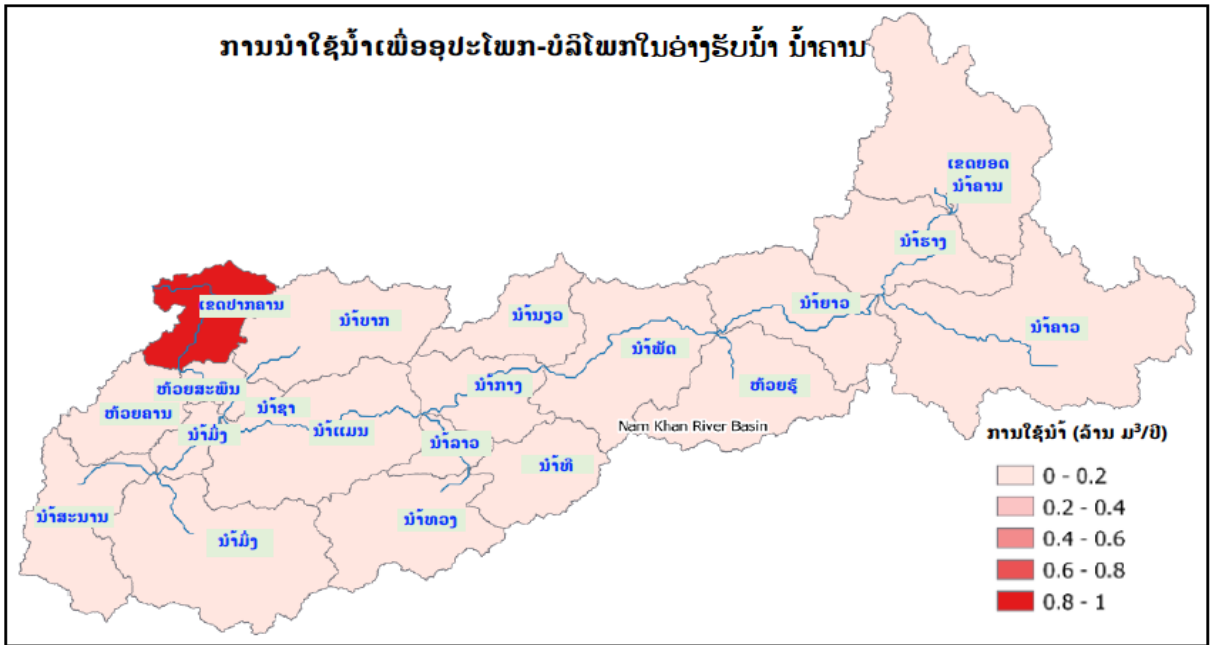 ການນຳໃຊ້ນ້ຳເພື່ອອຸປະໂພກ-ບໍລິໂພກໃນອ່າງຮັບນ້ຳ ນ້ຳຄານ
ເຂດຍອດ
ນ້ຳຄານ
ນ້ຳຮາງ
ເຂດປາກຄານ
ນ້ຳບາກ
ນ້ຳນຽວ
ນ້ຳຍາວ
ນ້ຳຄາວ
ນ້ຳພັດ
ຫ້ວຍຮຸ້
ນ້ຳກາງ
ຫ້ວຍສະພຶນ
ຫ້ວຍຄານ
ນ້ຳຊາ
ນ້ຳແມນ
ນ້ຳມິ່ງ
ນ້ຳລາວ
ນ້ຳທີ
Nam Khan River Basin
ນ້ຳສະນານ
ນ້ຳມິ່ງ
ນ້ຳທວງ
ການໃຊ້ນ້ຳ (ລ້ານ ມ³/ປີ)
0 - 0.2
0.2 - 0.4
0.4 - 0.6
0.6 - 0.8
0.8 - 1